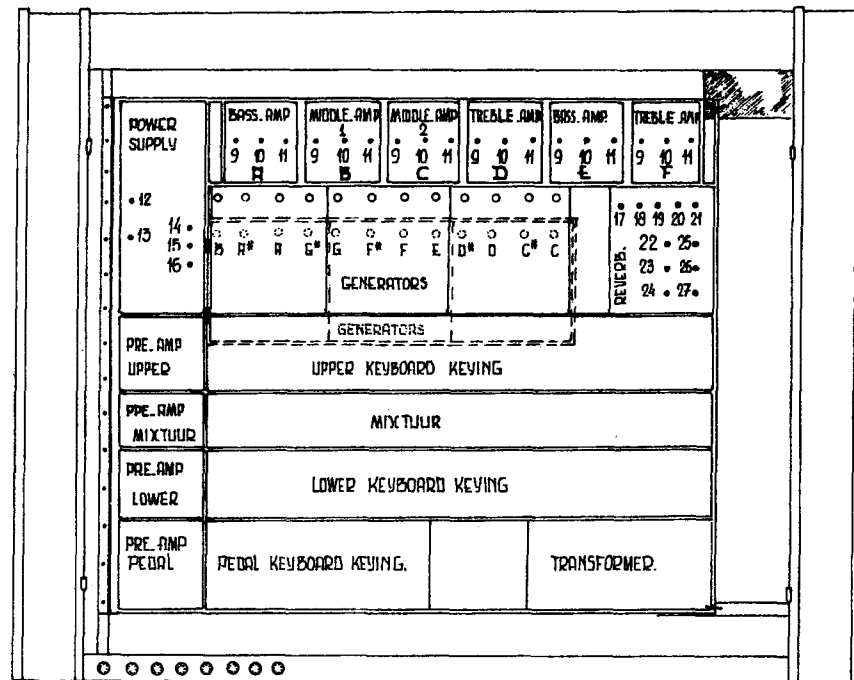 POWER
SUPPLY
• 12
• 13
14 •
15 •
16 •
BASS. AMP
9 10 11
A
MIDDLE. AMP
1
9 10 11
B
MIDDLE. AMP
2
9 10 11
C
TREBLE. AMP
9 10 11
D
BASS. AMP.
9 10 11
E
TREBLE. AMP
9 10 11
F
B A# A G# G F# F E D# D C# C
GENERATORS
GENERATORS
17 18 19 20 21
REVERB.
22 • 25 •
23 • 26 •
24 • 27 •
PRE. AMP
UPPER
UPPER KEYBOARD KEYING
PRE. AMP
MIXTUUR
MIXTUUR
PRE. AMP
LOWER
LOWER KEYBOARD KEYING
PRE. AMP
PEDAL
PEDAL KEYBOARD KEYING.
TRANSFORMER.